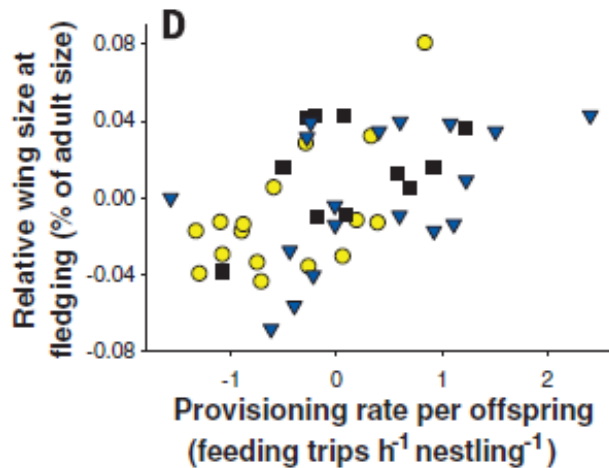 D
Relative wing size at
fledging (% of adult size)
0.08
0.04
0.00
-0.04
-0.08
-1
0
1
2
Provisioning rate per offspring
(feeding trips h⁻¹ nestling⁻¹)